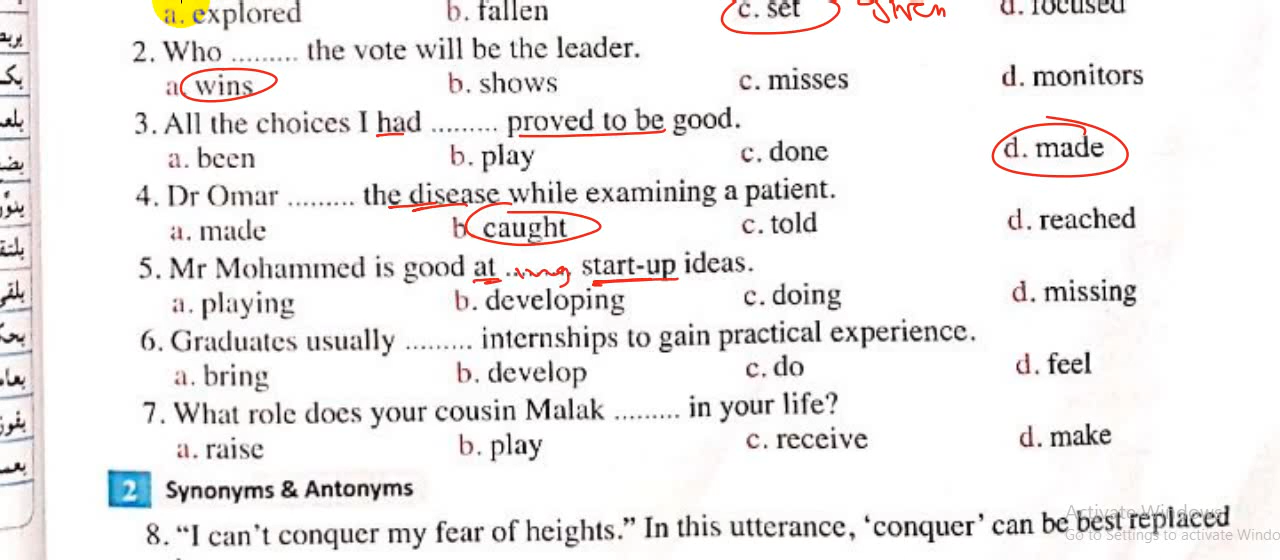 a. explored b. fallen c. set given d. focused
2. Who ......... the vote will be the leader.
a. wins b. shows c. misses d. monitors
3. All the choices I had ......... proved to be good.
a. been b. play c. done d. made
4. Dr Omar ......... the disease while examining a patient.
a. made b. caught c. told d. reached
5. Mr Mohammed is good at ... ing start-up ideas.
a. playing b. developing c. doing d. missing
6. Graduates usually ......... internships to gain practical experience.
a. bring b. develop c. do d. feel
7. What role does your cousin Malak ......... in your life?
a. raise b. play c. receive d. make
2 Synonyms & Antonyms
8. “I can’t conquer my fear of heights.” In this utterance, ‘conquer’ can be best replaced
Activate Windows
Go to Settings to activate Windo